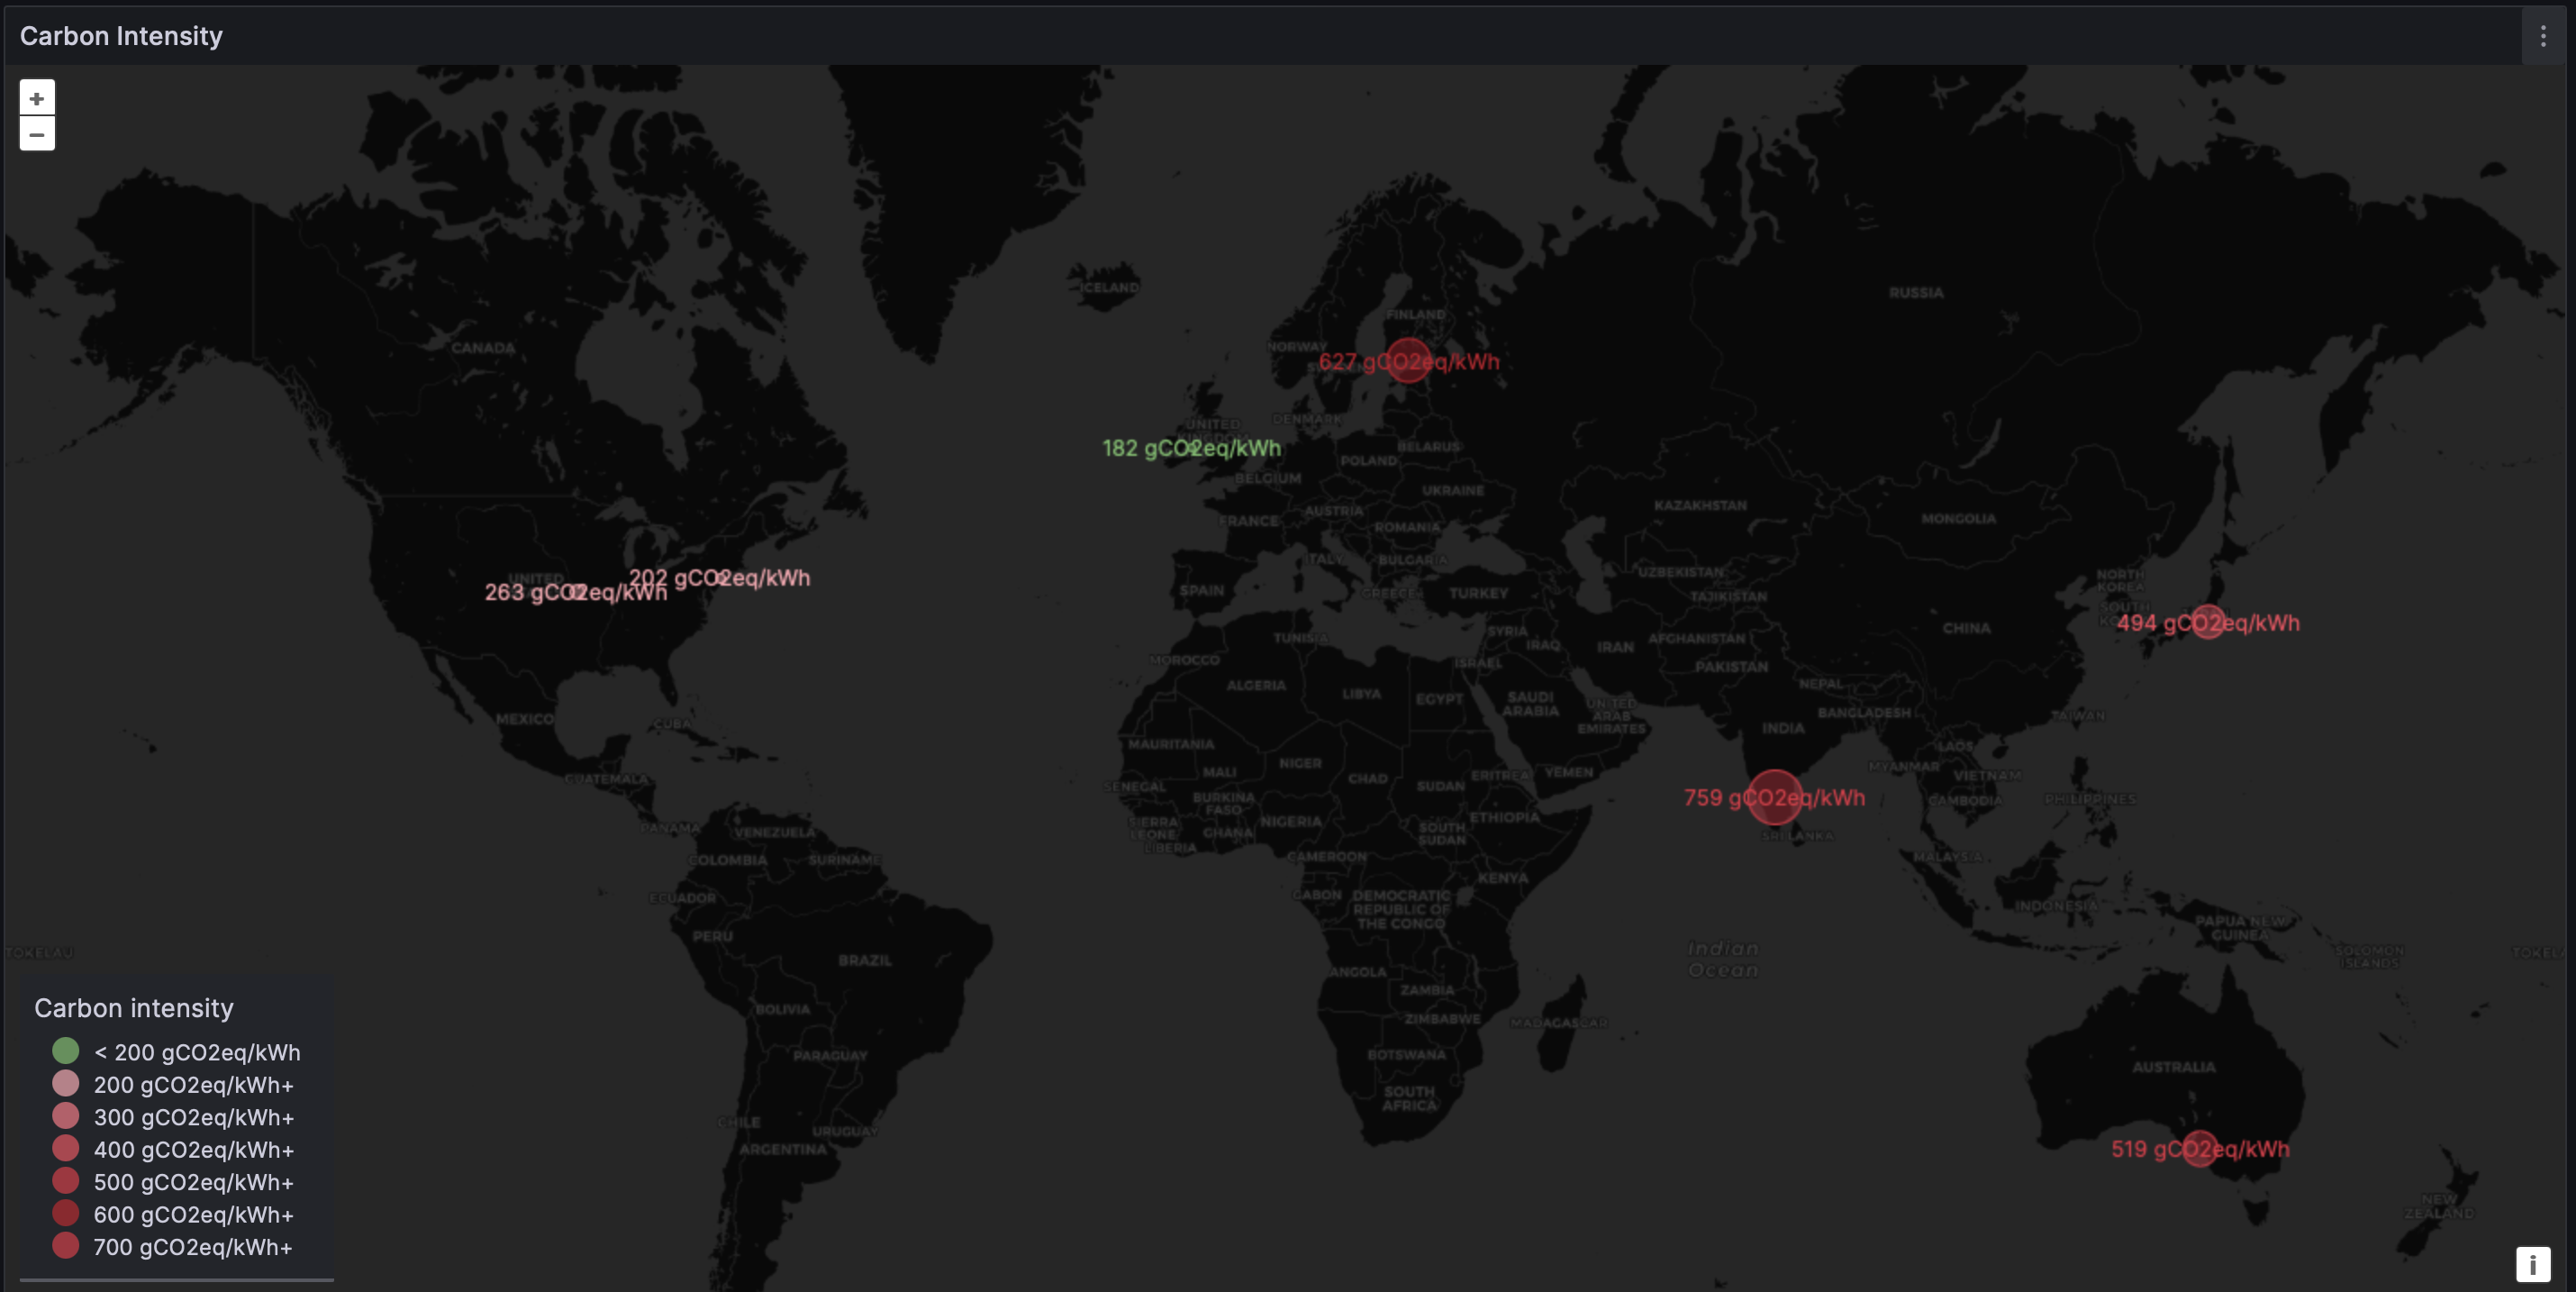 Carbon Intensity
+
−
ICELAND
RUSSIA
FINLAND
CANADA
NORWAY
627 gCO2eq/kWh
DENMARK
UNITED
KINGDOM
182 gCO2eq/kWh
BELARUS
POLAND
BELGIUM
UKRAINE
KAZAKHSTAN
AUSTRIA
FRANCE
ROMANIA
MONGOLIA
ITALY
BULGARIA
UZBEKISTAN
NORTH
KOREA
202 gCO2eq/kWh
UNITED
263 gCO2eq/kWh
SPAIN
GREECE
TURKEY
TAJIKISTAN
SOUTH
494 gCO2eq/kWh
CHINA
TUNISIA
SYRIA
AFGHANISTAN
IRAQ
IRAN
MOROCCO
ISRAEL
PAKISTAN
ALGERIA
LIBYA
EGYPT
SAUDI
ARABIA
NEPAL
UNITED
ARAB
EMIRATES
BANGLADESH
TAIWAN
MEXICO
CUBA
INDIA
MAURITANIA
LAOS
NIGER
MYANMAR
GUATEMALA
MALI
CHAD
ERITREA
YEMEN
VIETNAM
SENEGAL
SUDAN
BURKINA
FASO
759 gCO2eq/kWh
CAMBODIA
PHILIPPINES
SIERRA
LEONE
GHANA
NIGERIA
ETHIOPIA
PANAMA
VENEZUELA
SOUTH
SUDAN
SRI LANKA
LIBERIA
COLOMBIA
SURINAME
CAMEROON
MALAYSIA
KENYA
ECUADOR
GABON
DEMOCRATIC
REPUBLIC OF
THE CONGO
INDONESIA
PERU
PAPUA NEW
GUINEA
TOKELAU
BRAZIL
Indian
Ocean
SOLOMON
ISLANDS
TOKEL
ANGOLA
ZAMBIA
BOLIVIA
ZIMBABWE
MADAGASCAR
PARAGUAY
BOTSWANA
AUSTRALIA
SOUTH
AFRICA
CHILE
URUGUAY
ARGENTINA
519 gCO2eq/kWh
NEW
ZEALAND
Carbon intensity
< 200 gCO2eq/kWh
200 gCO2eq/kWh+
300 gCO2eq/kWh+
400 gCO2eq/kWh+
500 gCO2eq/kWh+
600 gCO2eq/kWh+
700 gCO2eq/kWh+
i